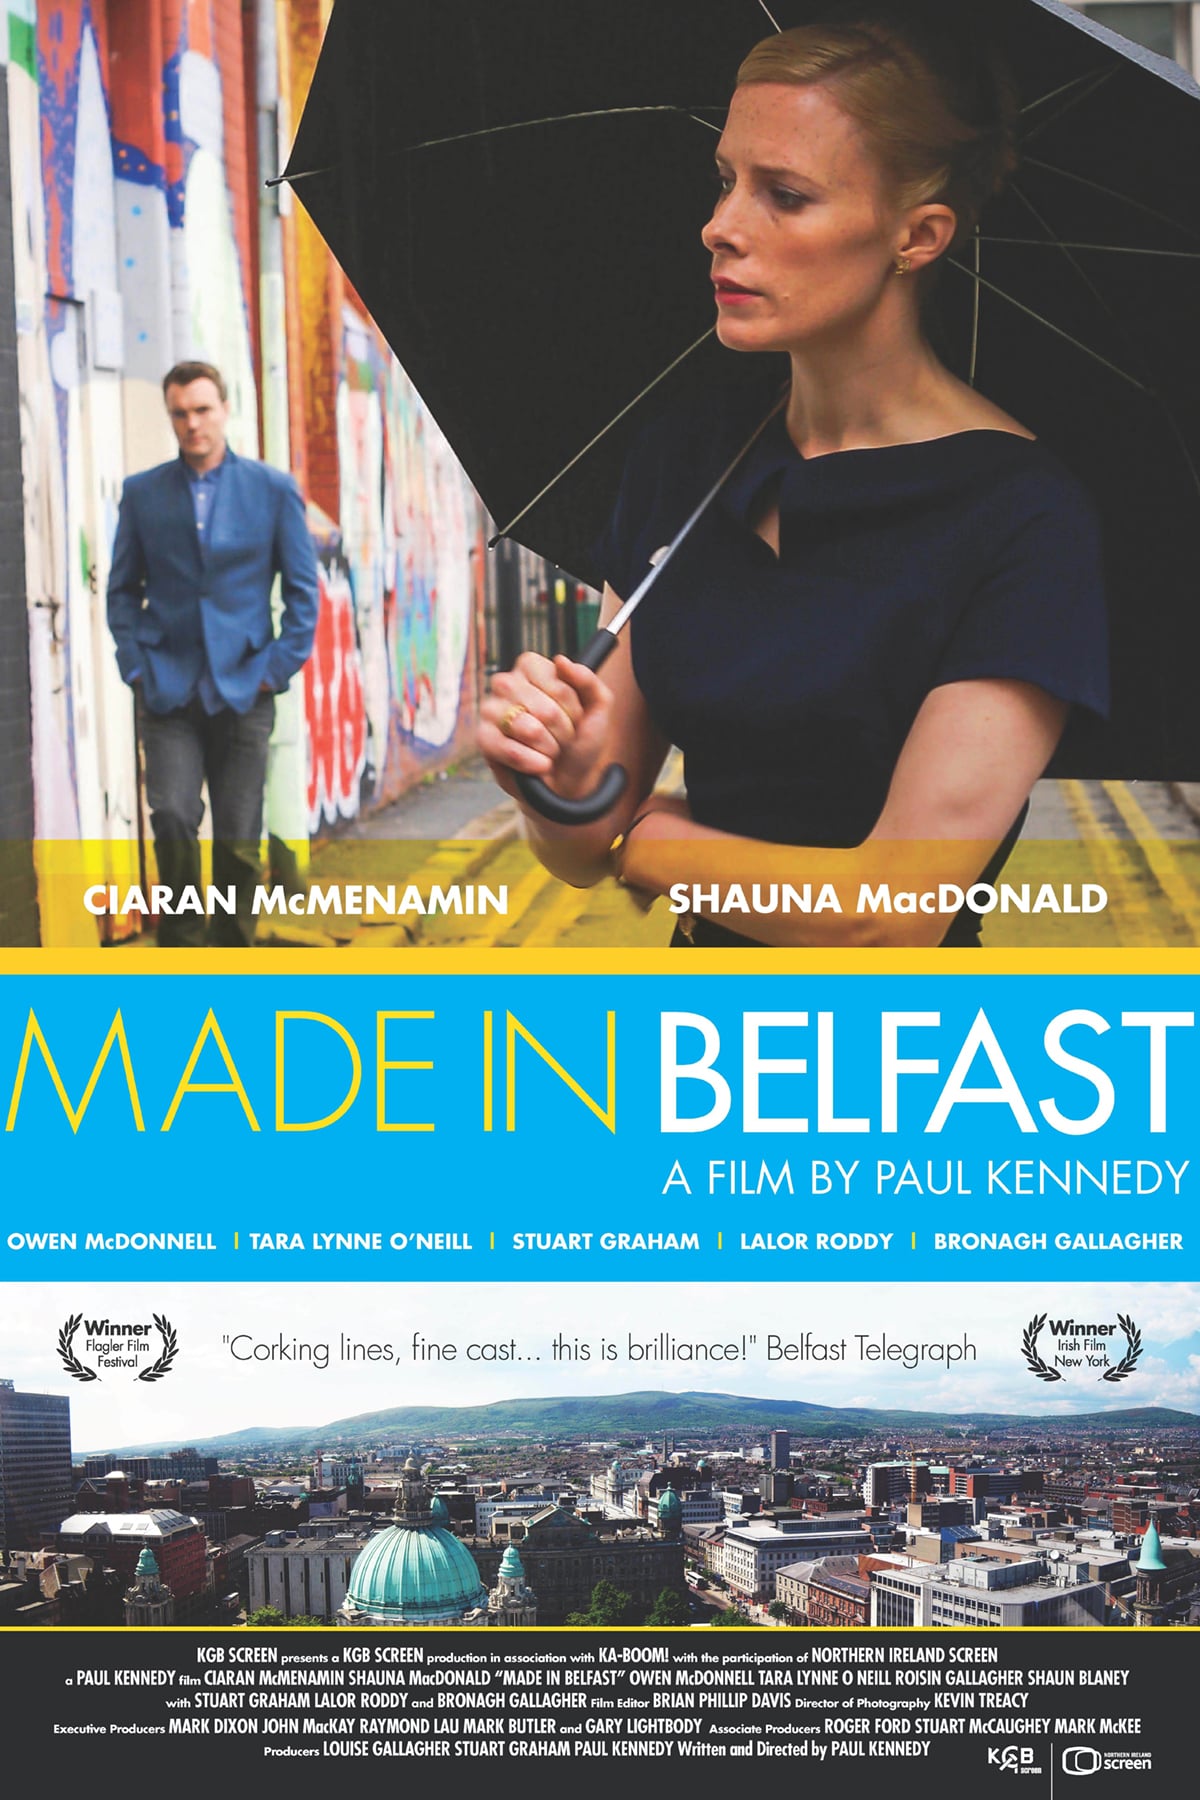 CIARAN McMENAMIN
SHAUNA MacDONALD
MADE IN BELFAST
A FILM BY PAUL KENNEDY
OWEN McDONNELL | TARA LYNNE O'NEILL | STUART GRAHAM | LALOR RODDY | BRONAGH GALLAGHER
Winner
Flagler Film
Festival
"Corking lines, fine cast... this is brilliance!" Belfast Telegraph
Winner
Irish Film
New York
KGB SCREEN presents a KGB SCREEN production in association with KA-BOOM! with the participation of NORTHERN IRELAND SCREEN
a PAUL KENNEDY film CIARAN McMENAMIN SHAUNA MacDONALD "MADE IN BELFAST" OWEN McDONNELL TARA LYNNE O NEILL ROISIN GALLAGHER SHAUN BLANEY
with STUART GRAHAM LALOR RODDY and BRONAGH GALLAGHER Film Editor BRIAN PHILLIP DAVIS Director of Photography KEVIN TREACY
Executive Producers MARK DIXON JOHN MacKAY RAYMOND LAU MARK BUTLER and GARY LIGHTBODY Associate Producers ROGER FORD STUART McCAUGHEY MARK McKEE
Producers LOUISE GALLAGHER STUART GRAHAM PAUL KENNEDY Written and Directed by PAUL KENNEDY
KGB
screen
NORTHERN IRELAND
screen